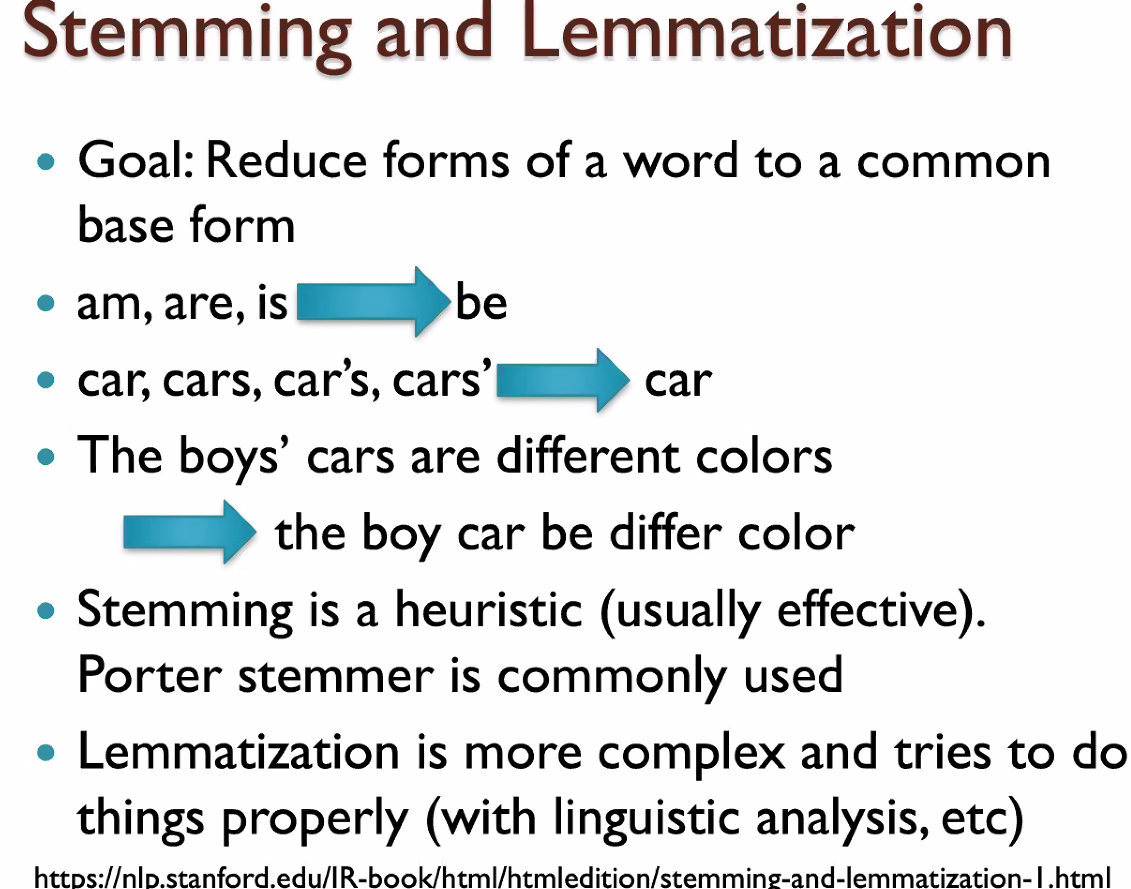 Stemming and Lemmatization
• Goal: Reduce forms of a word to a common
base form
• am, are, is be
• car, cars, car’s, cars’ car
• The boys’ cars are different colors
the boy car be differ color
• Stemming is a heuristic (usually effective).
Porter stemmer is commonly used
• Lemmatization is more complex and tries to do
things properly (with linguistic analysis, etc)
https://nlp.stanford.edu/IR-book/html/htmledition/stemming-and-lemmatization-1.html